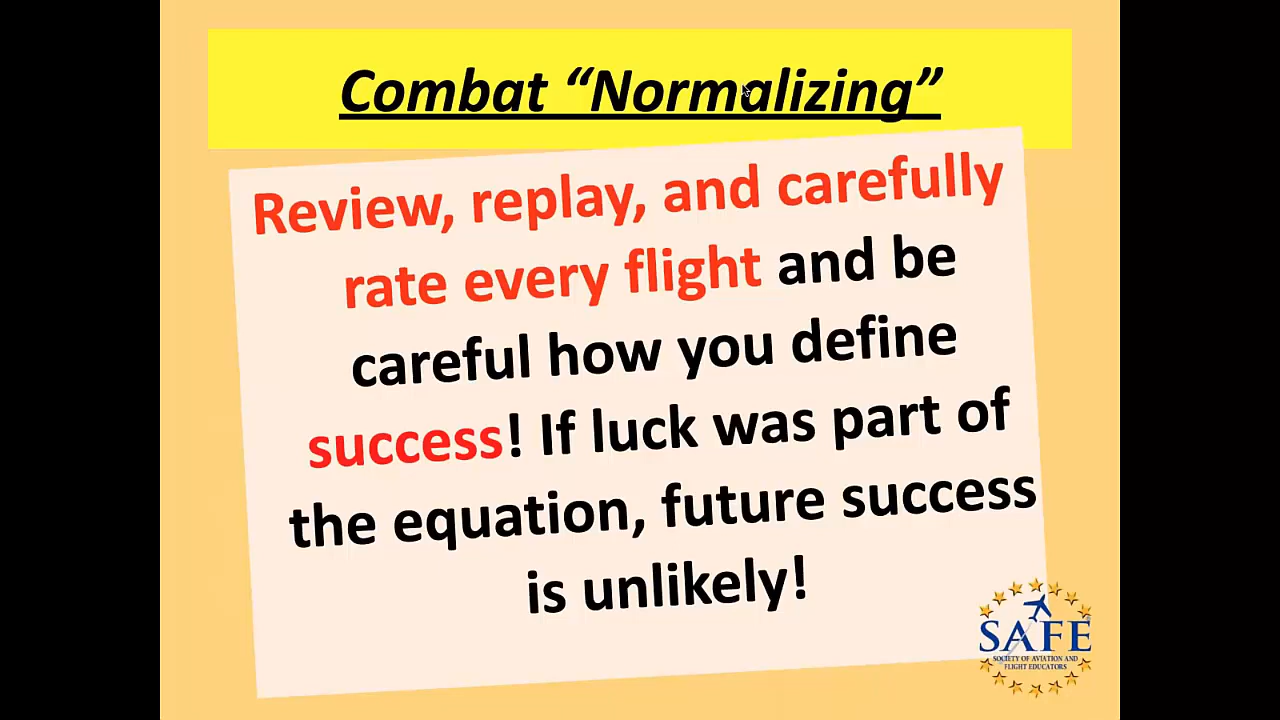 Combat “Normalizing”
Review, replay, and carefully
rate every flight and be
careful how you define
success! If luck was part of
the equation, future success
is unlikely!
SAFE
SOCIETY OF AVIATION AND
FLIGHT EDUCATORS